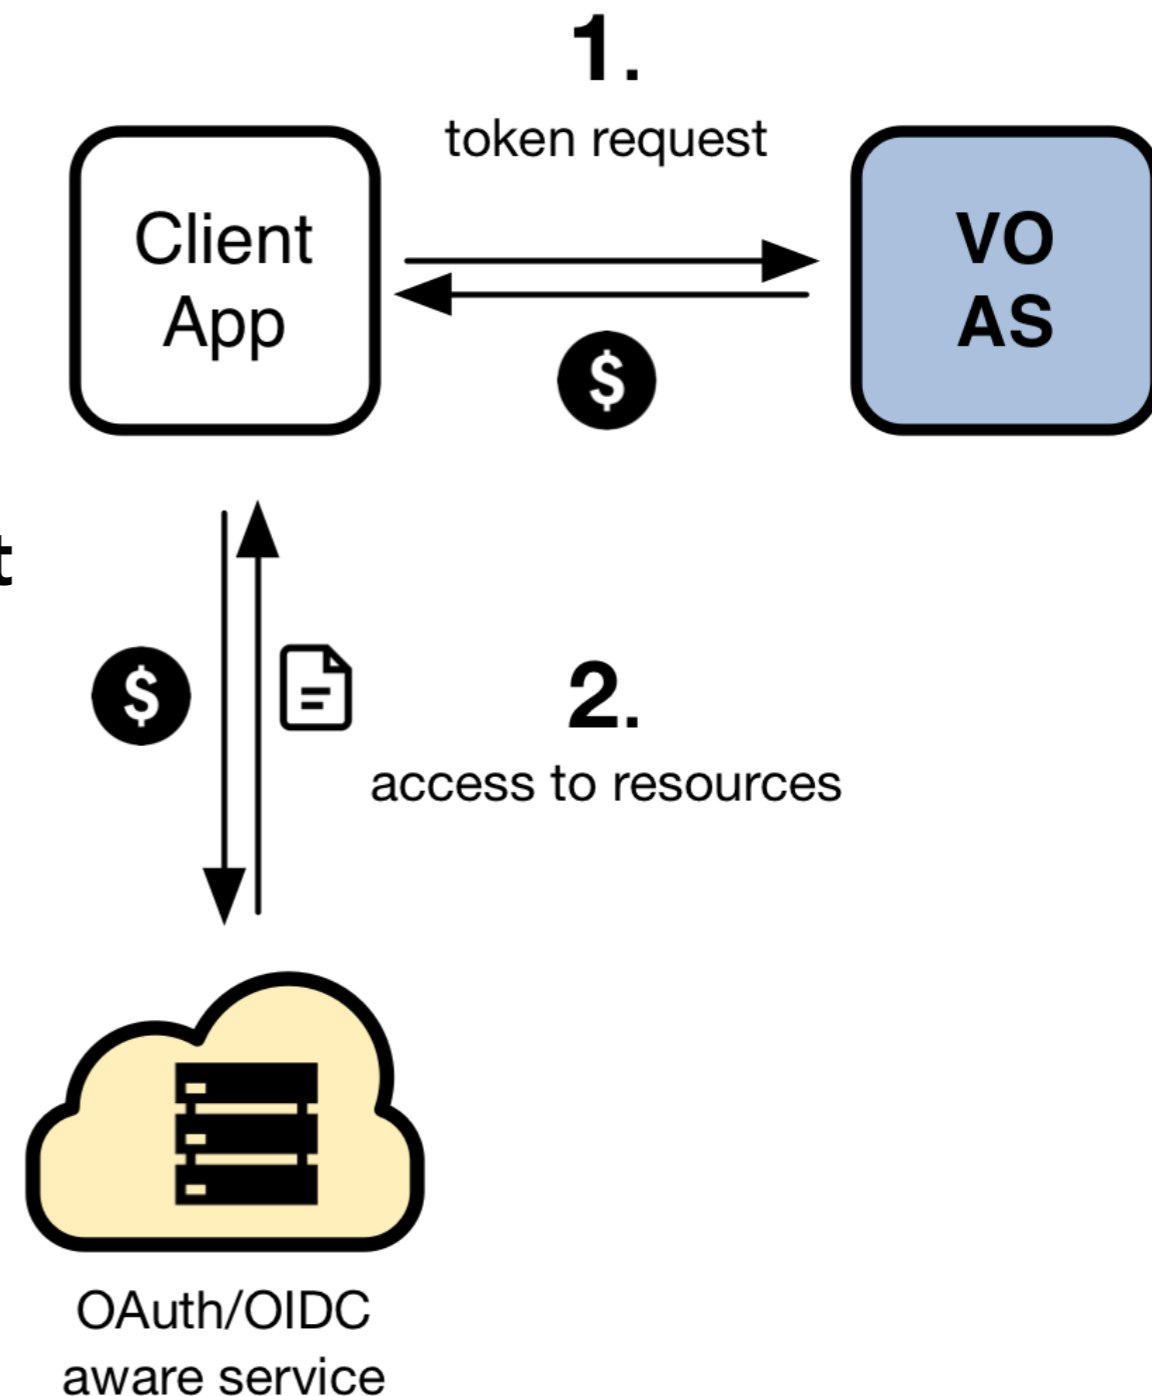 1.
token request
Client
App
VO
AS
$
t
$
2.
access to resources
OAuth/OIDC
aware service